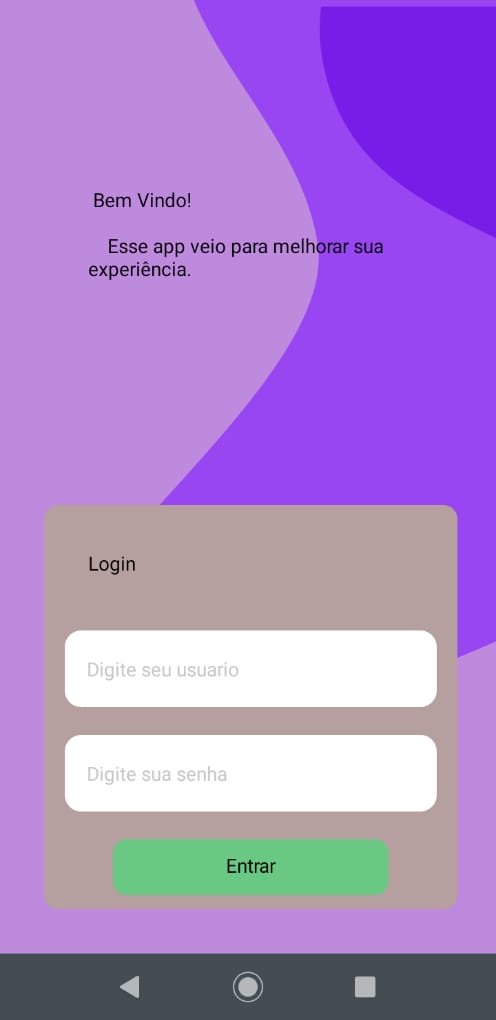 Bem Vindo!
Esse app veio para melhorar sua
experiência.
Login
Digite seu usuario
Digite sua senha
Entrar